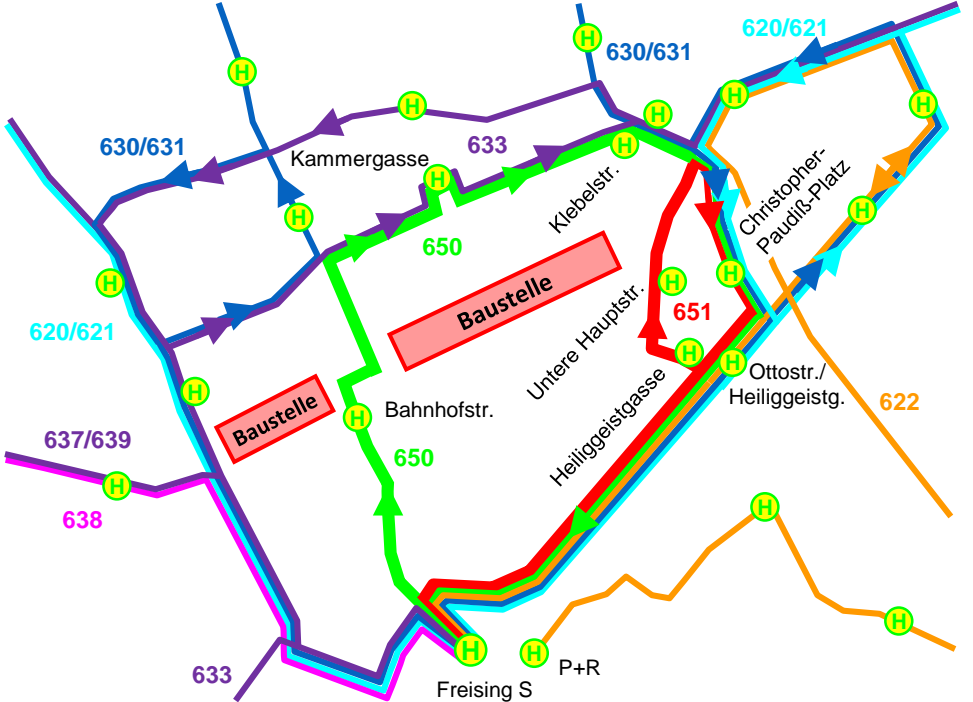 620/621
630/631
H
H
H
H
H
H
630/631
Kammergasse
633
H
H
Klebelstr.
Christopher-
Paudiß-Platz
H
H
650
H
H
H
Baustelle
651
620/621
Untere Hauptstr.
H
H
Ottostr./
Heiliggeistg.
H
Baustelle
H
Bahnhofstr.
Heiliggeistgasse
622
637/639
650
H
638
H
H
H
H
633
P+R
Freising S